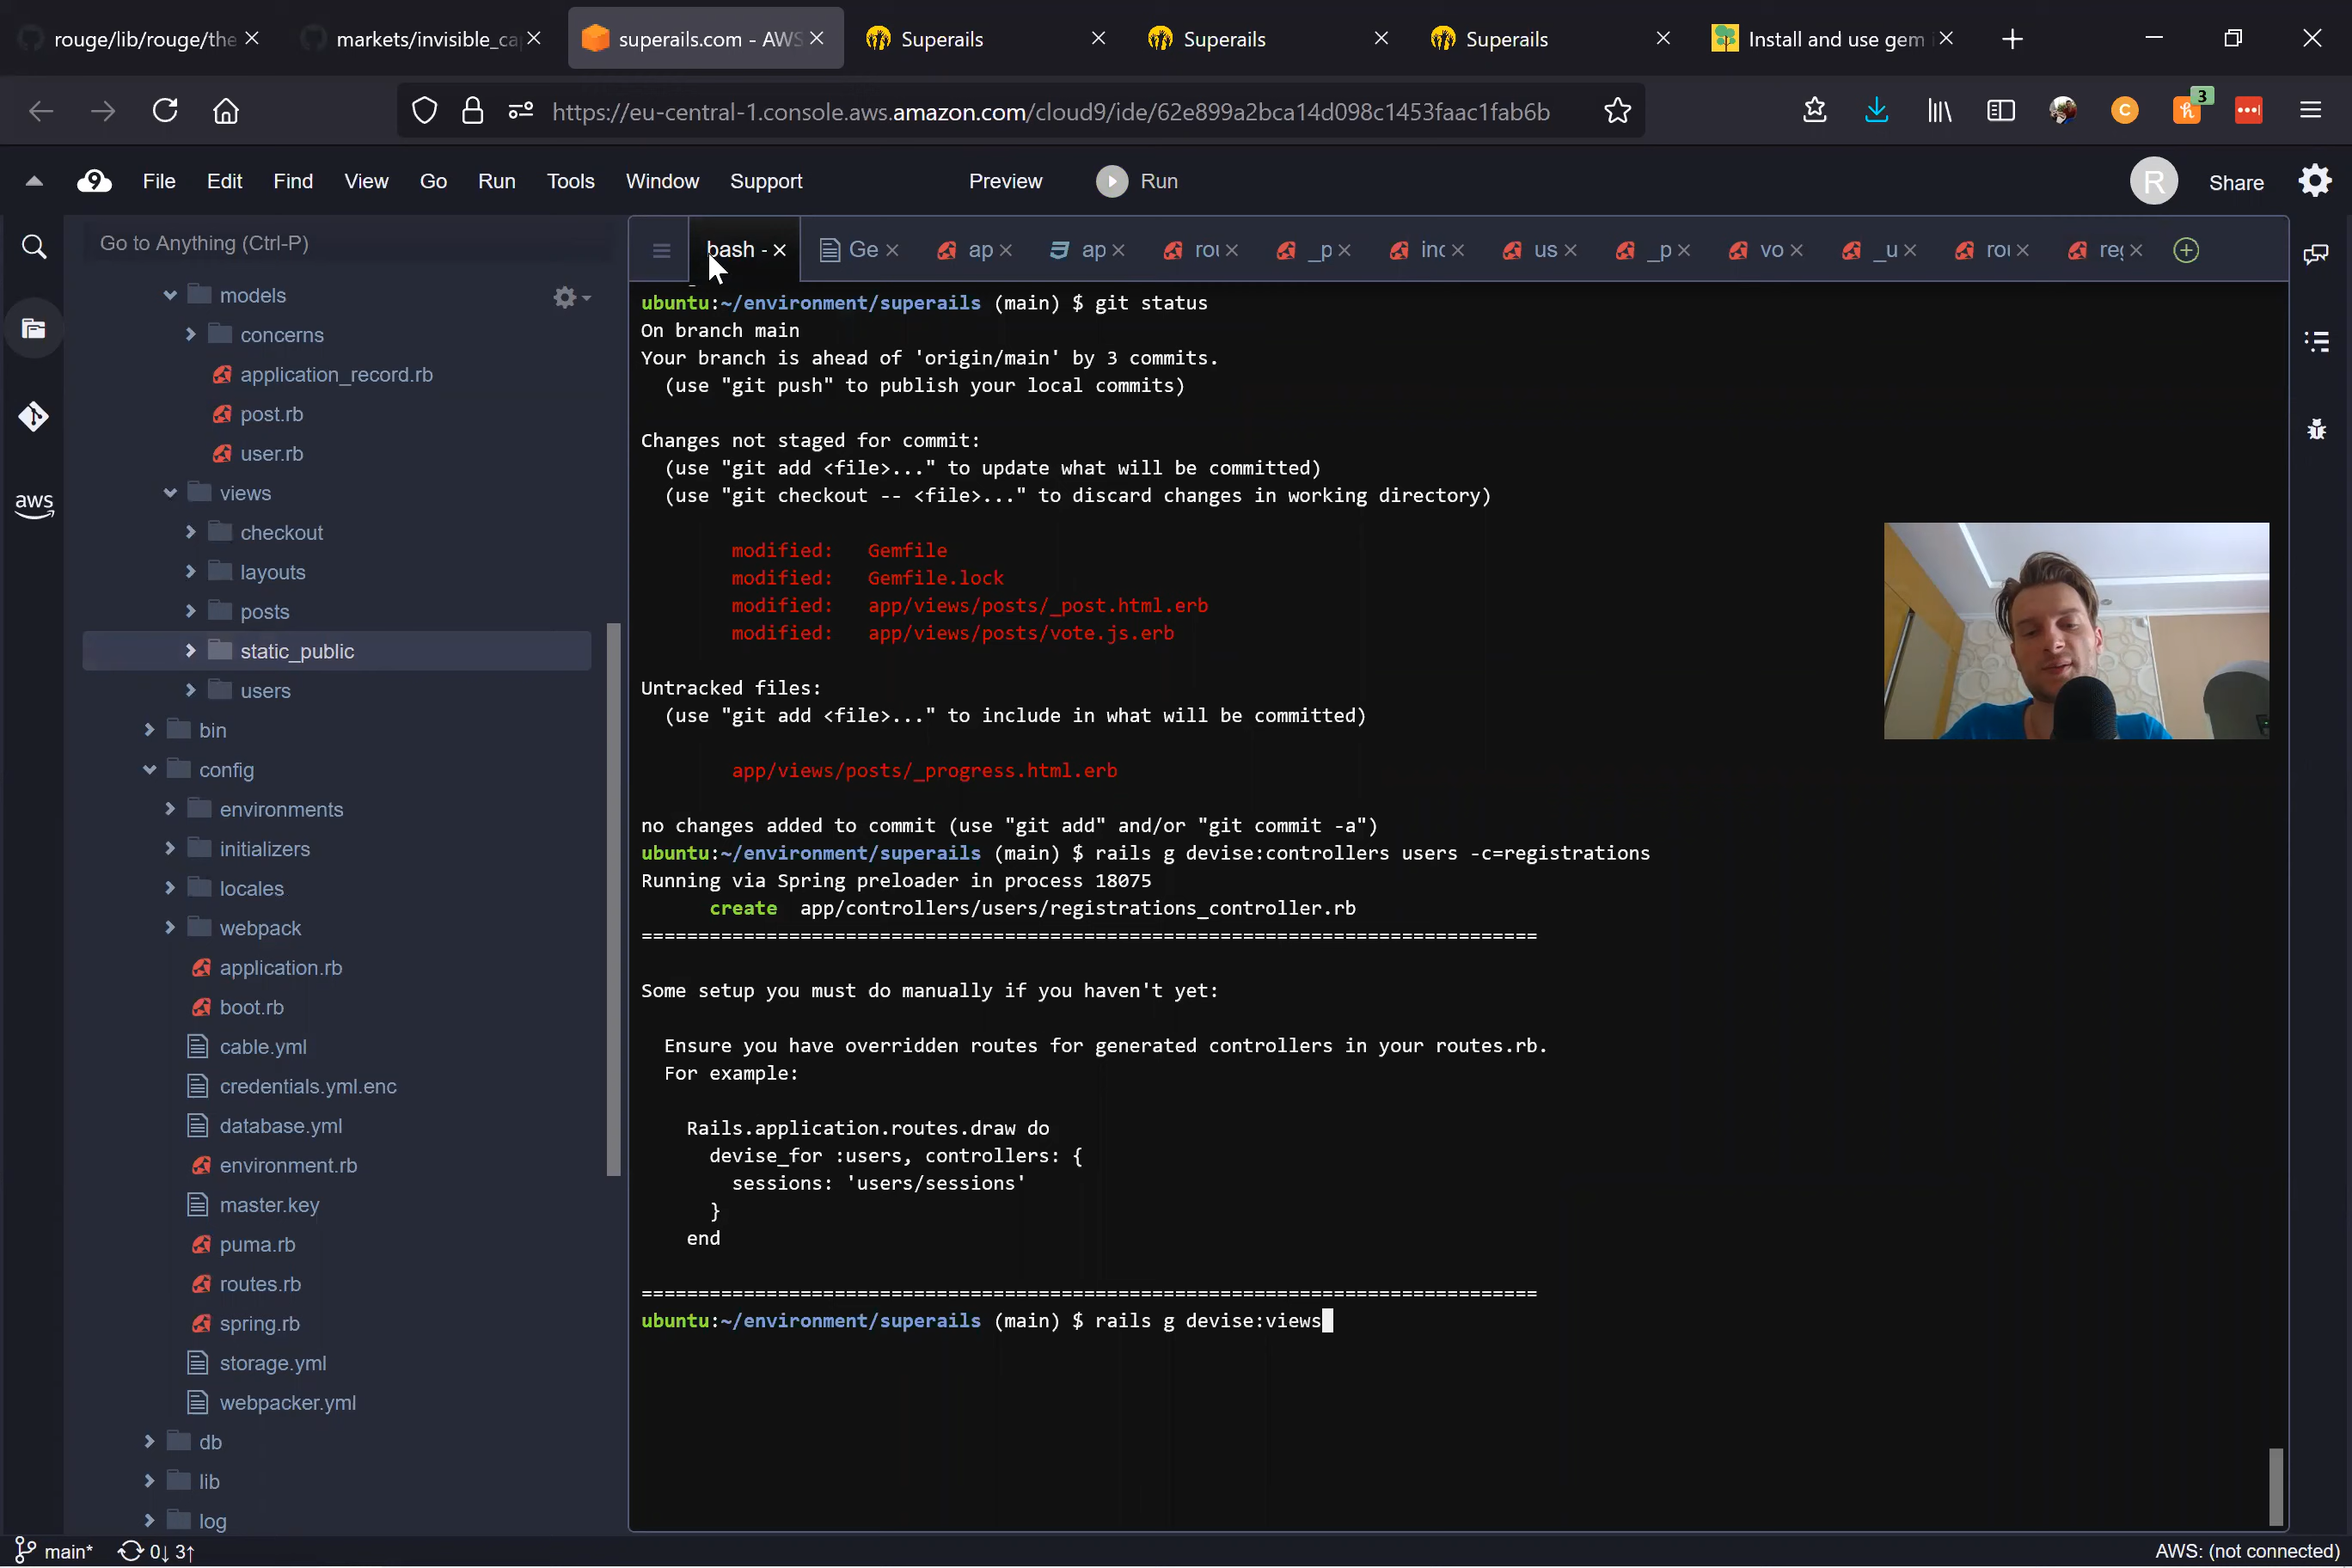 rouge/lib/rouge/the
markets/invisible_ca
superails.com - AWS
Superails
Superails
Superails
Install and use gem
https://eu-central-1.console.aws.amazon.com/cloud9/ide/62e899a2bca14d098c1453faac1fab6b
C
h
3
9
File
Edit
Find
View
Go
Run
Tools
Window
Support
Preview
Run
R
Share
Go to Anything (Ctrl-P)
bash -
Ge
ap
ap
rou
_p
inc
us
_p
vo
_u
rou
reg
models
concerns
application_record.rb
post.rb
user.rb
views
checkout
layouts
posts
static_public
users
bin
config
environments
initializers
locales
webpack
application.rb
boot.rb
cable.yml
credentials.yml.enc
database.yml
environment.rb
master.key
puma.rb
routes.rb
spring.rb
storage.yml
webpacker.yml
db
lib
log
aws
ubuntu:~/environment/superails (main) $ git status
On branch main
Your branch is ahead of 'origin/main' by 3 commits.
(use "git push" to publish your local commits)
Changes not staged for commit:
(use "git add <file>..." to update what will be committed)
(use "git checkout -- <file>..." to discard changes in working directory)
modified: Gemfile
modified: Gemfile.lock
modified: app/views/posts/_post.html.erb
modified: app/views/posts/vote.js.erb
Untracked files:
(use "git add <file>..." to include in what will be committed)
app/views/posts/_progress.html.erb
no changes added to commit (use "git add" and/or "git commit -a")
ubuntu:~/environment/superails (main) $ rails g devise:controllers users -c=registrations
Running via Spring preloader in process 18075
create app/controllers/users/registrations_controller.rb
===============================================================================
Some setup you must do manually if you haven't yet:
Ensure you have overridden routes for generated controllers in your routes.rb.
For example:
Rails.application.routes.draw do
devise_for :users, controllers: {
sessions: 'users/sessions'
}
end
===============================================================================
ubuntu:~/environment/superails (main) $ rails g devise:views
main*
0↓ 3↑
AWS: (not connected)